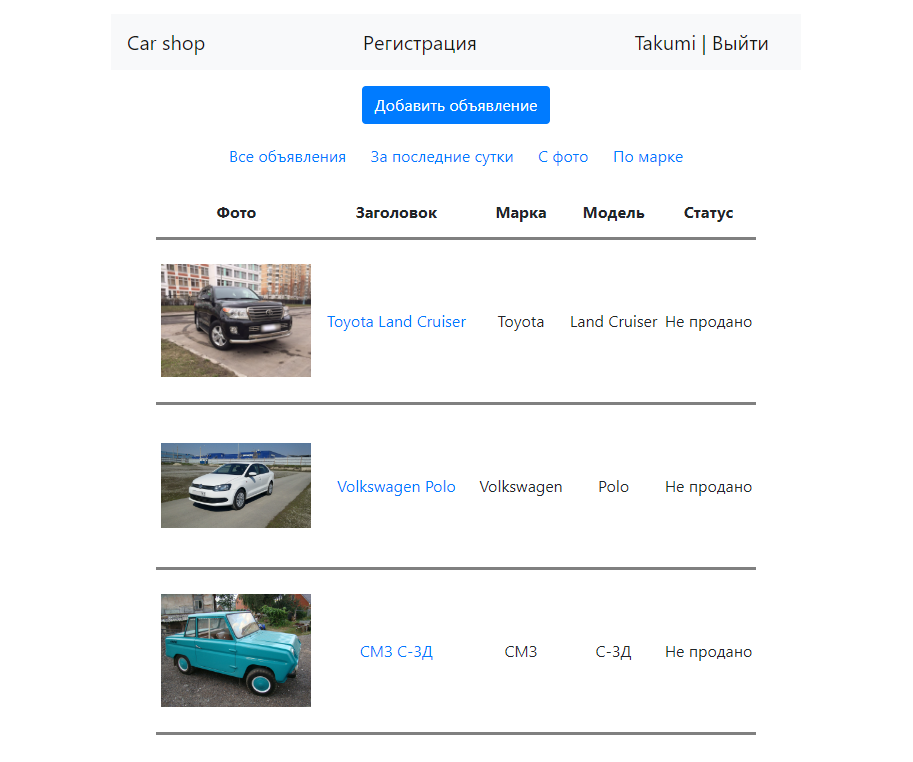 Car shop Регистрация Takumi | Выйти
Добавить объявление
Все объявления За последние сутки С фото По марке
Фото Заголовок Марка Модель Статус
Toyota Land Cruiser Toyota Land Cruiser Не продано
Volkswagen Polo Volkswagen Polo Не продано
СМЗ С-3Д СМЗ С-3Д Не продано